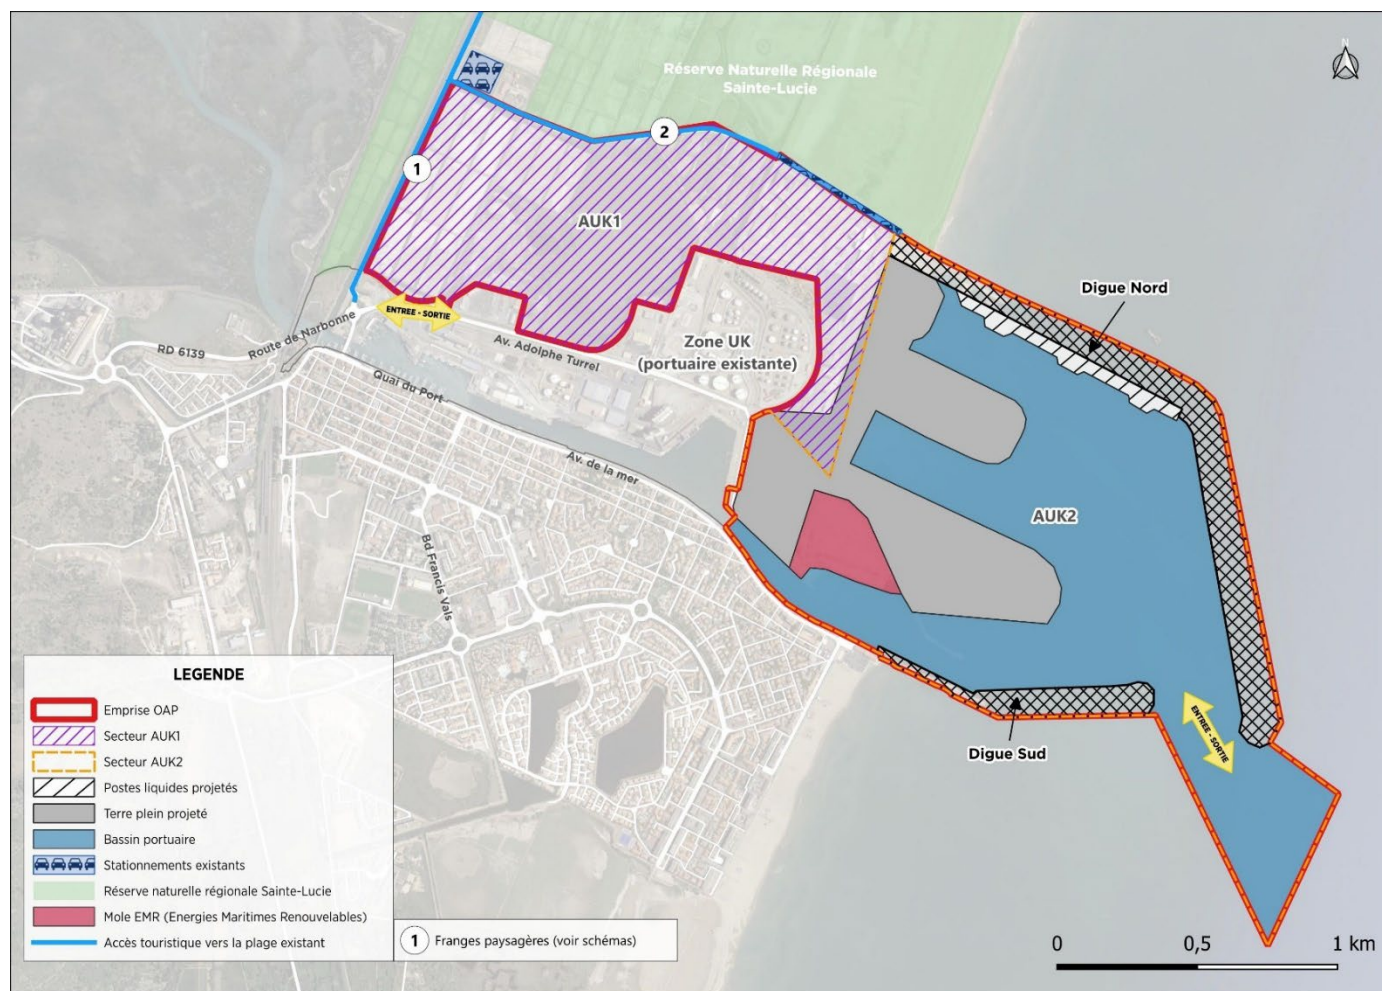 N
Réserve Naturelle Régionale
Sainte-Lucie
2
1
AUK1
Digue Nord
ENTREE - SORTIE
Route de Narbonne
RD 6139
Av. Adolphe Turrel
Zone UK
(portuaire existante)
Quai du Port
Av. de la mer
AUK2
Bd Francis Vals
ENTREE - SORTIE
Digue Sud
LEGENDE
Emprise OAP
Secteur AUK1
Secteur AUK2
Postes liquides projetés
Terre plein projeté
Bassin portuaire
Stationnements existants
Réserve naturelle régionale Sainte-Lucie
Mole EMR (Energies Maritimes Renouvelables)
Accès touristique vers la plage existant
1 Franges paysagères (voir schémas)
0 0,5 1 km